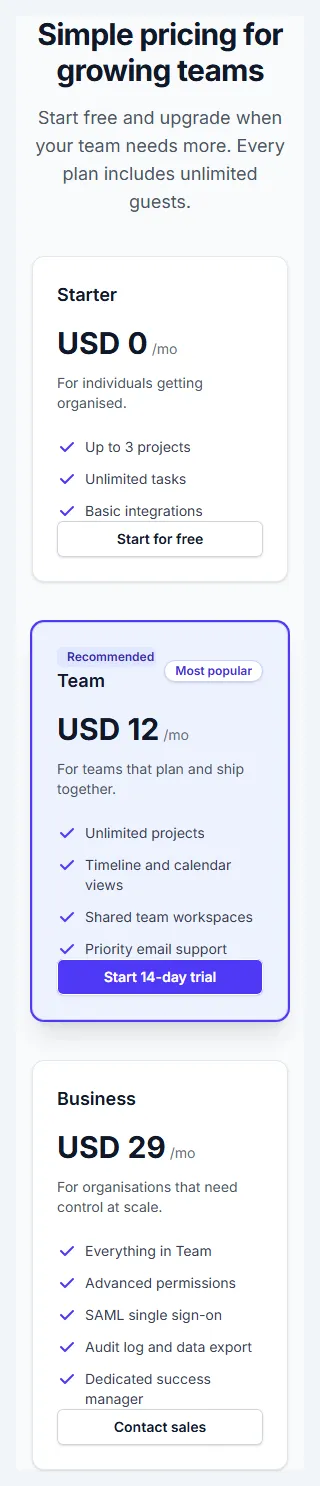 Simple pricing for
growing teams
Start free and upgrade when
your team needs more. Every
plan includes unlimited
guests.
Starter
USD 0 /mo
For individuals getting
organised.
Up to 3 projects
Unlimited tasks
Basic integrations
Start for free
Recommended
Most popular
Team
USD 12 /mo
For teams that plan and ship
together.
Unlimited projects
Timeline and calendar
views
Shared team workspaces
Priority email support
Start 14-day trial
Business
USD 29 /mo
For organisations that need
control at scale.
Everything in Team
Advanced permissions
SAML single sign-on
Audit log and data export
Dedicated success
manager
Contact sales